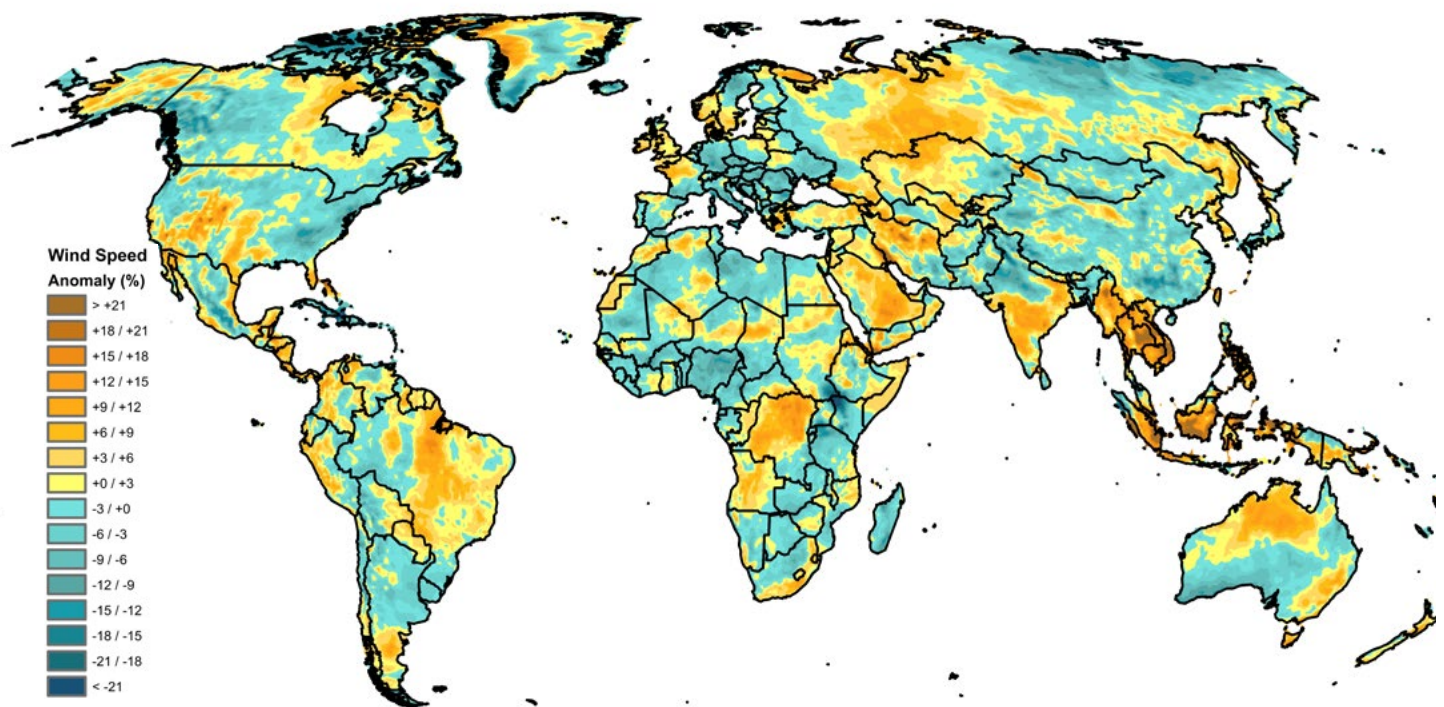 Wind Speed
Anomaly (%)
> +21
+18 / +21
+15 / +18
+12 / +15
+9 / +12
+6 / +9
+3 / +6
+0 / +3
-3 / +0
-6 / -3
-9 / -6
-12 / -9
-15 / -12
-18 / -15
-21 / -18
< -21